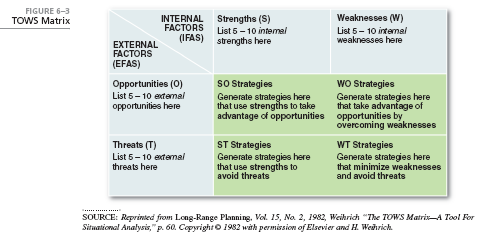 FIGURE 6–3
TOWS Matrix
INTERNAL
FACTORS
(IFAS)
EXTERNAL
FACTORS
(EFAS)
Strengths (S)
List 5 – 10 internal
strengths here
Weaknesses (W)
List 5 – 10 internal
weaknesses here
Opportunities (O)
List 5 – 10 external
opportunities here
SO Strategies
Generate strategies here
that use strengths to take
advantage of opportunities
WO Strategies
Generate strategies here
that take advantage of
opportunities by
overcoming weaknesses
Threats (T)
List 5 – 10 external
threats here
ST Strategies
Generate strategies here
that use strengths to
avoid threats
WT Strategies
Generate strategies here
that minimize weaknesses
and avoid threats
SOURCE: Reprinted from Long-Range Planning, Vol. 15, No. 2, 1982, Weihrich “The TOWS Matrix—A Tool For
Situational Analysis,” p. 60. Copyright © 1982 with permission of Elsevier and H. Weihrich.